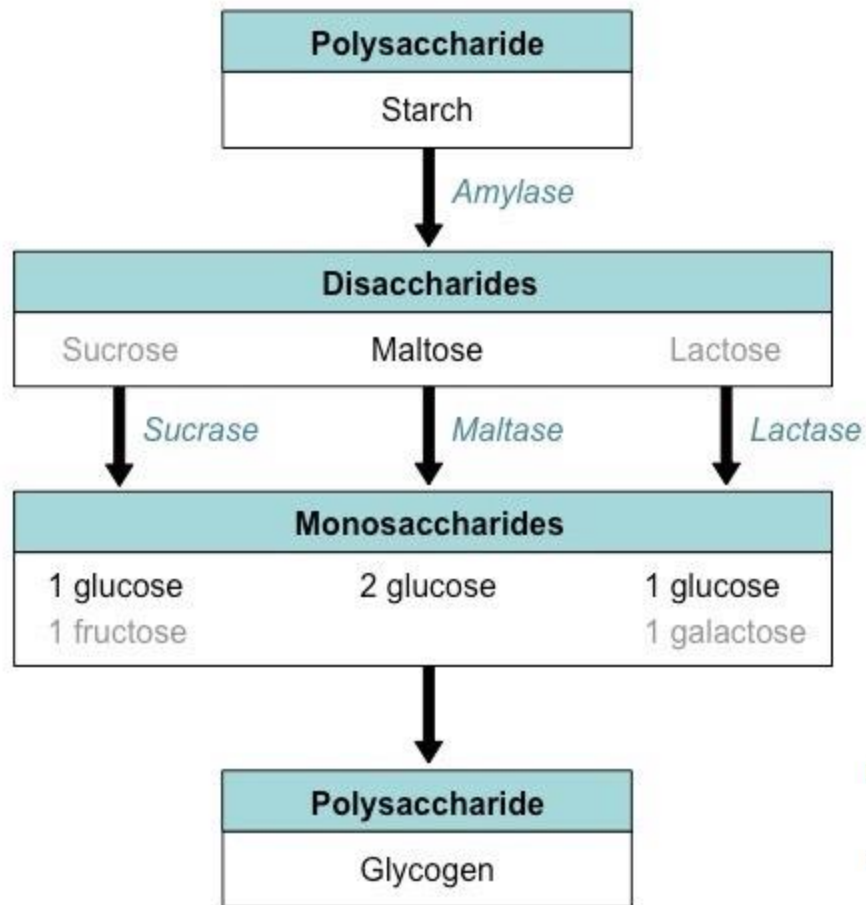 Polysaccharide
Starch
Amylase
Disaccharides
Sucrose Maltose Lactose
Sucrase Maltase Lactase
Monosaccharides
1 glucose 2 glucose 1 glucose
1 fructose 1 galactose
Polysaccharide
Glycogen